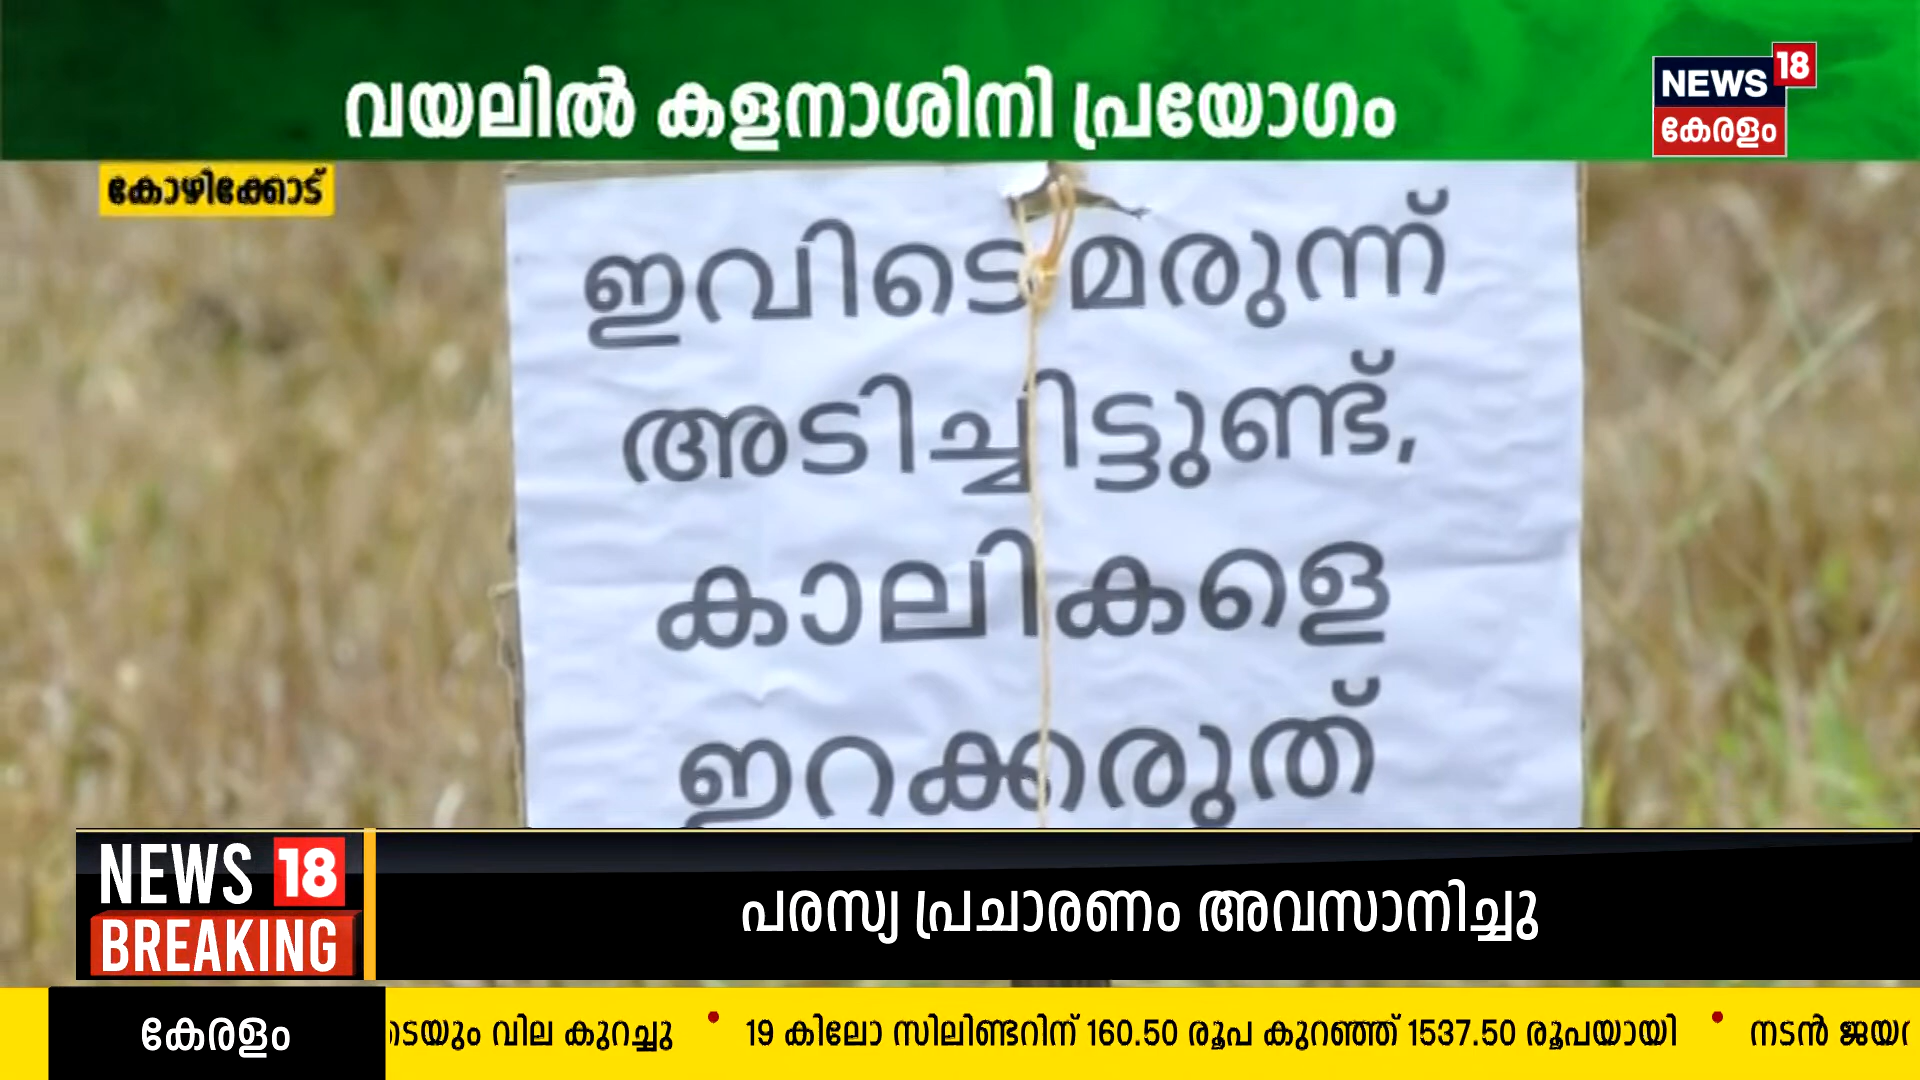 വയലിൽ കളനാശിനി പ്രയോഗം
NEWS 18
കേരളം
കോഴിക്കോട്
ഇവിടെ മരുന്ന്
അടിച്ചിട്ടുണ്ട്,
കാലികളെ
ഇറക്കരുത്
NEWS 18
BREAKING
പരസ്യ പ്രചാരണം അവസാനിച്ചു
കേരളം
വില കുറച്ചു • 19 കിലോ സിലിണ്ടറിന് 160.50 രൂപ കുറഞ്ഞ് 1537.50 രൂപയായി • നടൻ